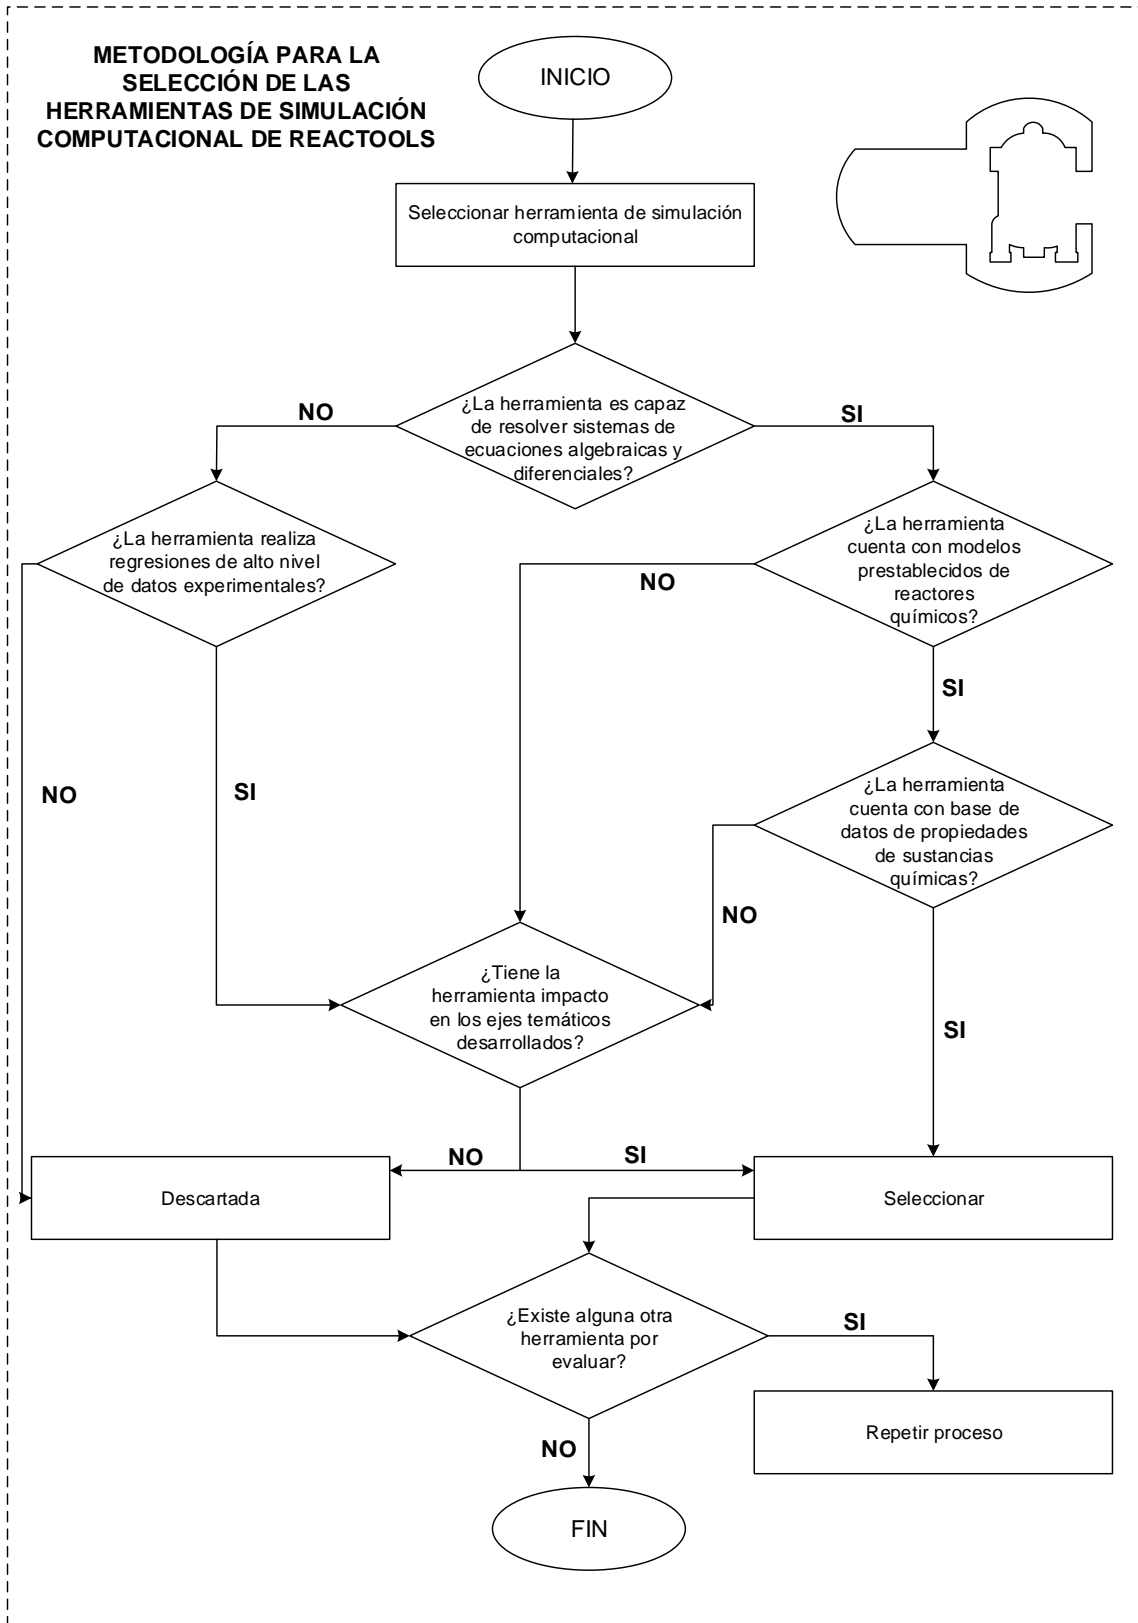 METODOLOGÍA PARA LA
SELECCIÓN DE LAS
HERRAMIENTAS DE SIMULACIÓN
COMPUTACIONAL DE REACTOOLS
INICIO
Seleccionar herramienta de simulación
computacional
¿La herramienta es capaz
de resolver sistemas de
ecuaciones algebraicas y
diferenciales?
NO
SI
¿La herramienta realiza
regresiones de alto nivel
de datos experimentales?
¿La herramienta
cuenta con modelos
prestablecidos de
reactores
químicos?
NO
SI
NO
SI
¿La herramienta
cuenta con base de
datos de propiedades
de sustancias
químicas?
NO
¿Tiene la
herramienta impacto
en los ejes temáticos
desarrollados?
SI
NO
SI
Descartada
Seleccionar
¿Existe alguna otra
herramienta por
evaluar?
SI
Repetir proceso
NO
FIN